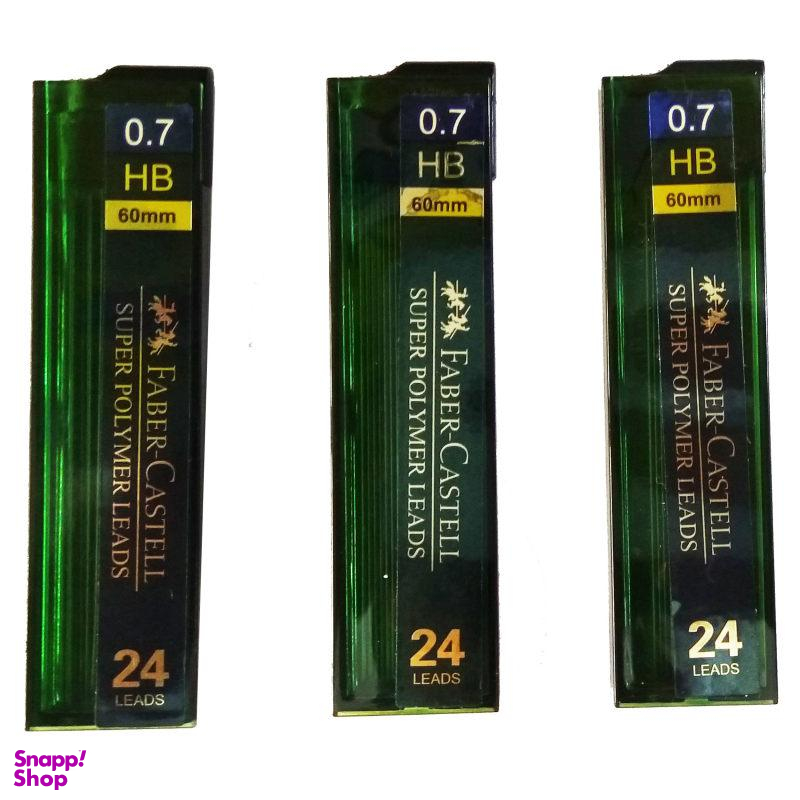 0.7
HB
60mm
FABER-CASTELL
SUPER POLYMER LEADS
24
LEADS
0.7
HB
60mm
FABER-CASTELL
SUPER POLYMER LEADS
24
LEADS
0.7
HB
60mm
FABER-CASTELL
SUPER POLYMER LEADS
24
LEADS
Snapp!
Shop